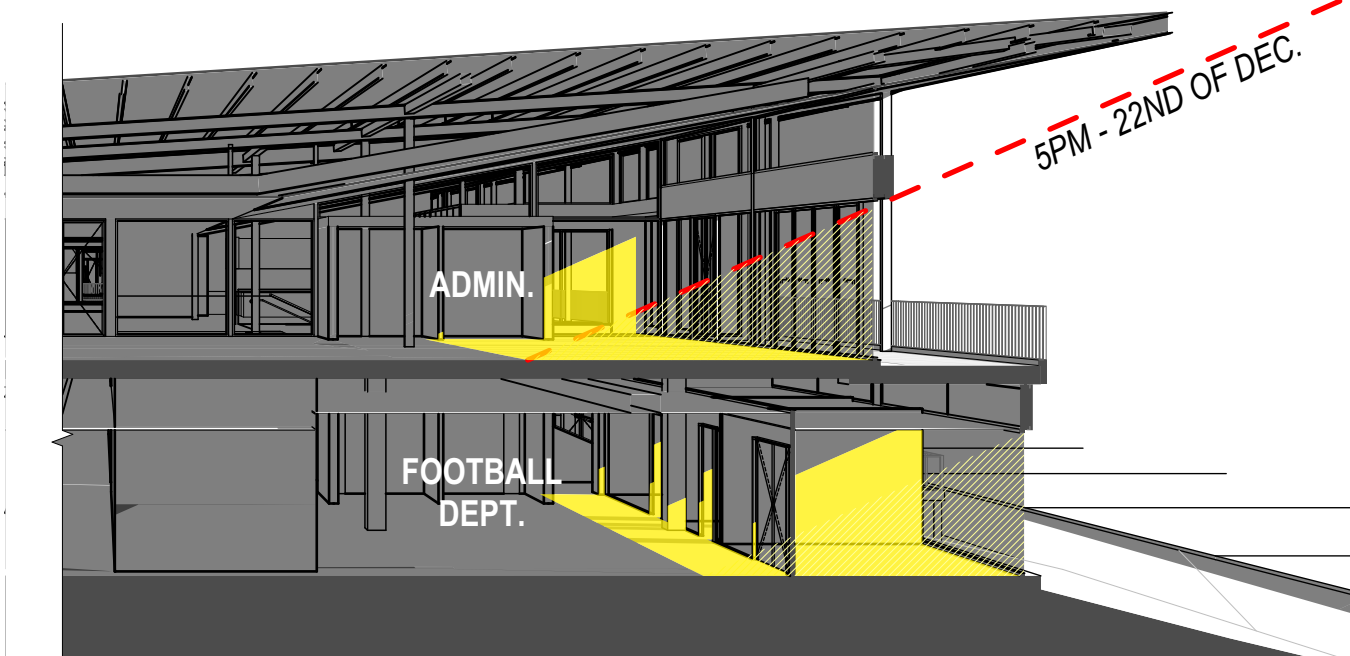 5PM - 22ND OF DEC.
ADMIN.
FOOTBALL
DEPT.